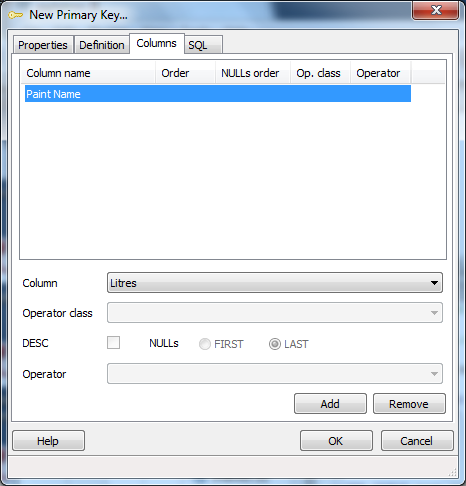 New Primary Key...
Properties Definition Columns SQL
Column name Order NULLs order Op. class Operator
Paint Name
Column Litres
Operator class
DESC NULLs FIRST LAST
Operator
Add Remove
Help OK Cancel